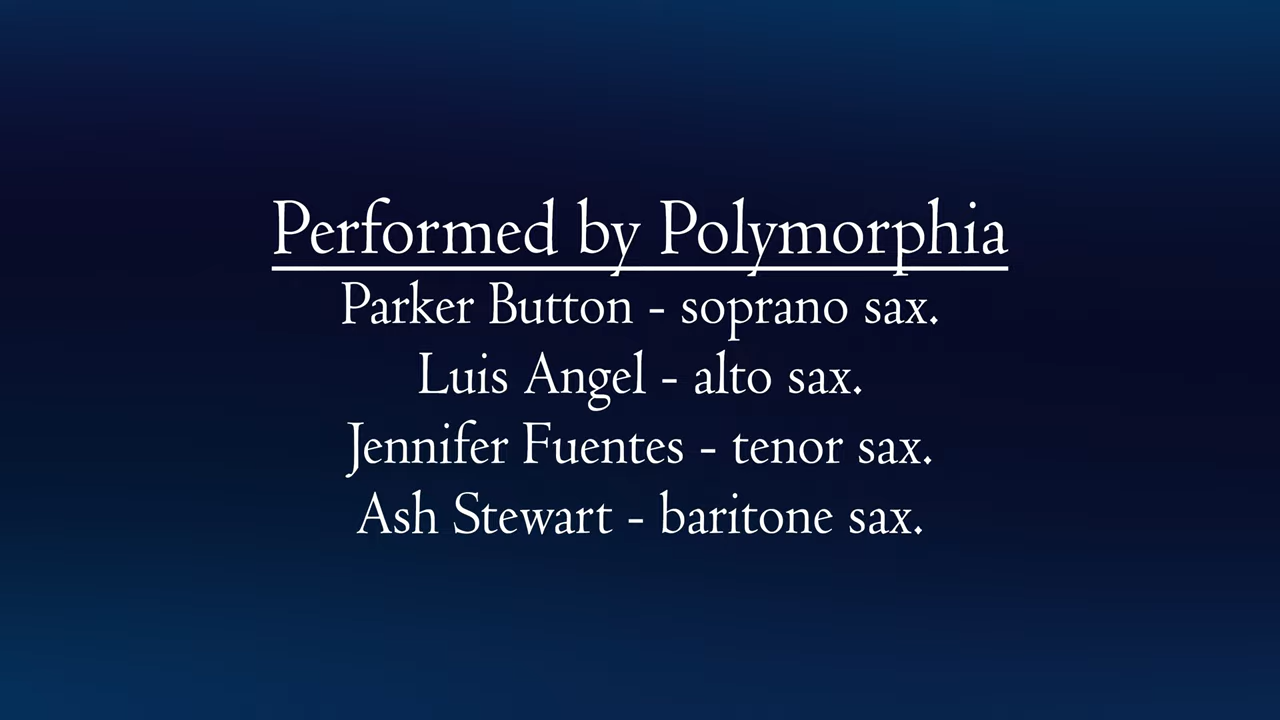 Performed by Polymorphia
Parker Button - soprano sax.
Luis Angel - alto sax.
Jennifer Fuentes - tenor sax.
Ash Stewart - baritone sax.